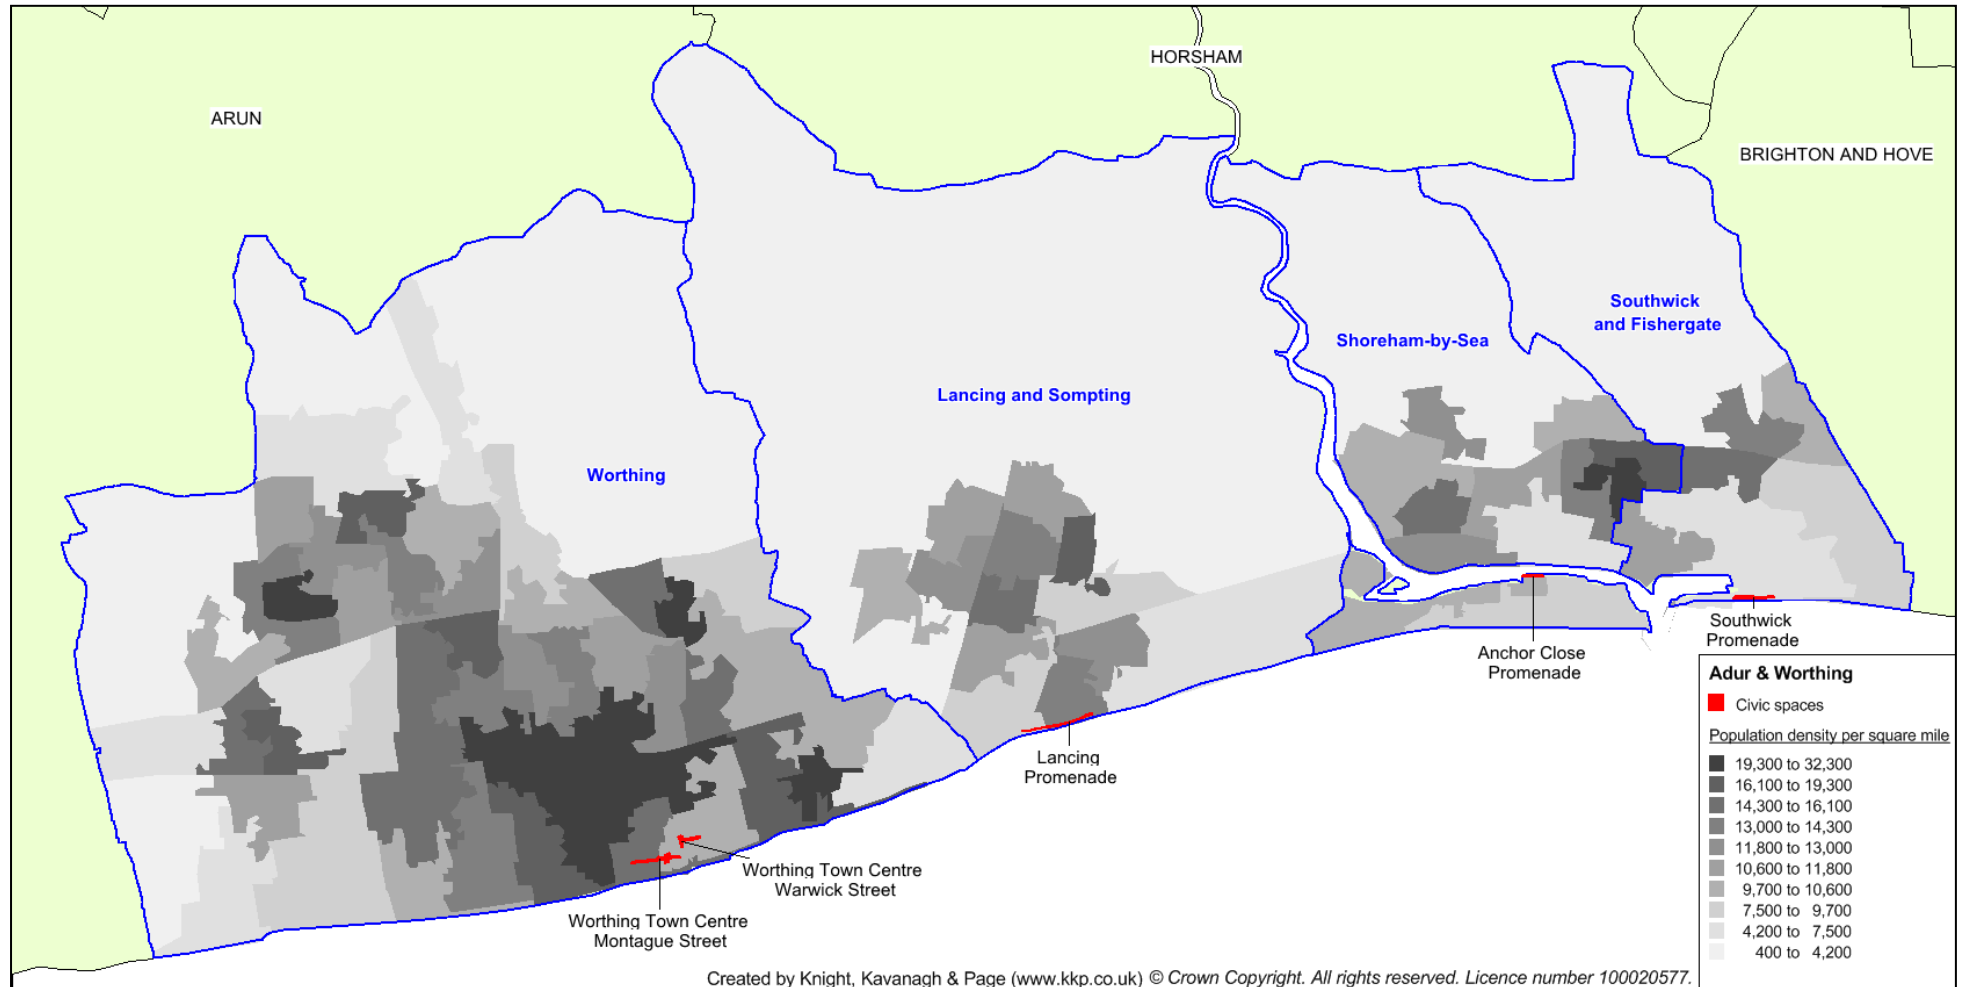 HORSHAM
ARUN
BRIGHTON AND HOVE
Southwick
and Fishergate
Shoreham-by-Sea
Lancing and Sompting
Worthing
Southwick
Promenade
Anchor Close
Promenade
Lancing
Promenade
Worthing Town Centre
Warwick Street
Worthing Town Centre
Montague Street
Adur & Worthing
Civic spaces
Population density per square mile
19,300 to 32,300
16,100 to 19,300
14,300 to 16,100
13,000 to 14,300
11,800 to 13,000
10,600 to 11,800
9,700 to 10,600
7,500 to 9,700
4,200 to 7,500
400 to 4,200
Created by Knight, Kavanagh & Page (www.kkp.co.uk) © Crown Copyright. All rights reserved. Licence number 100020577.